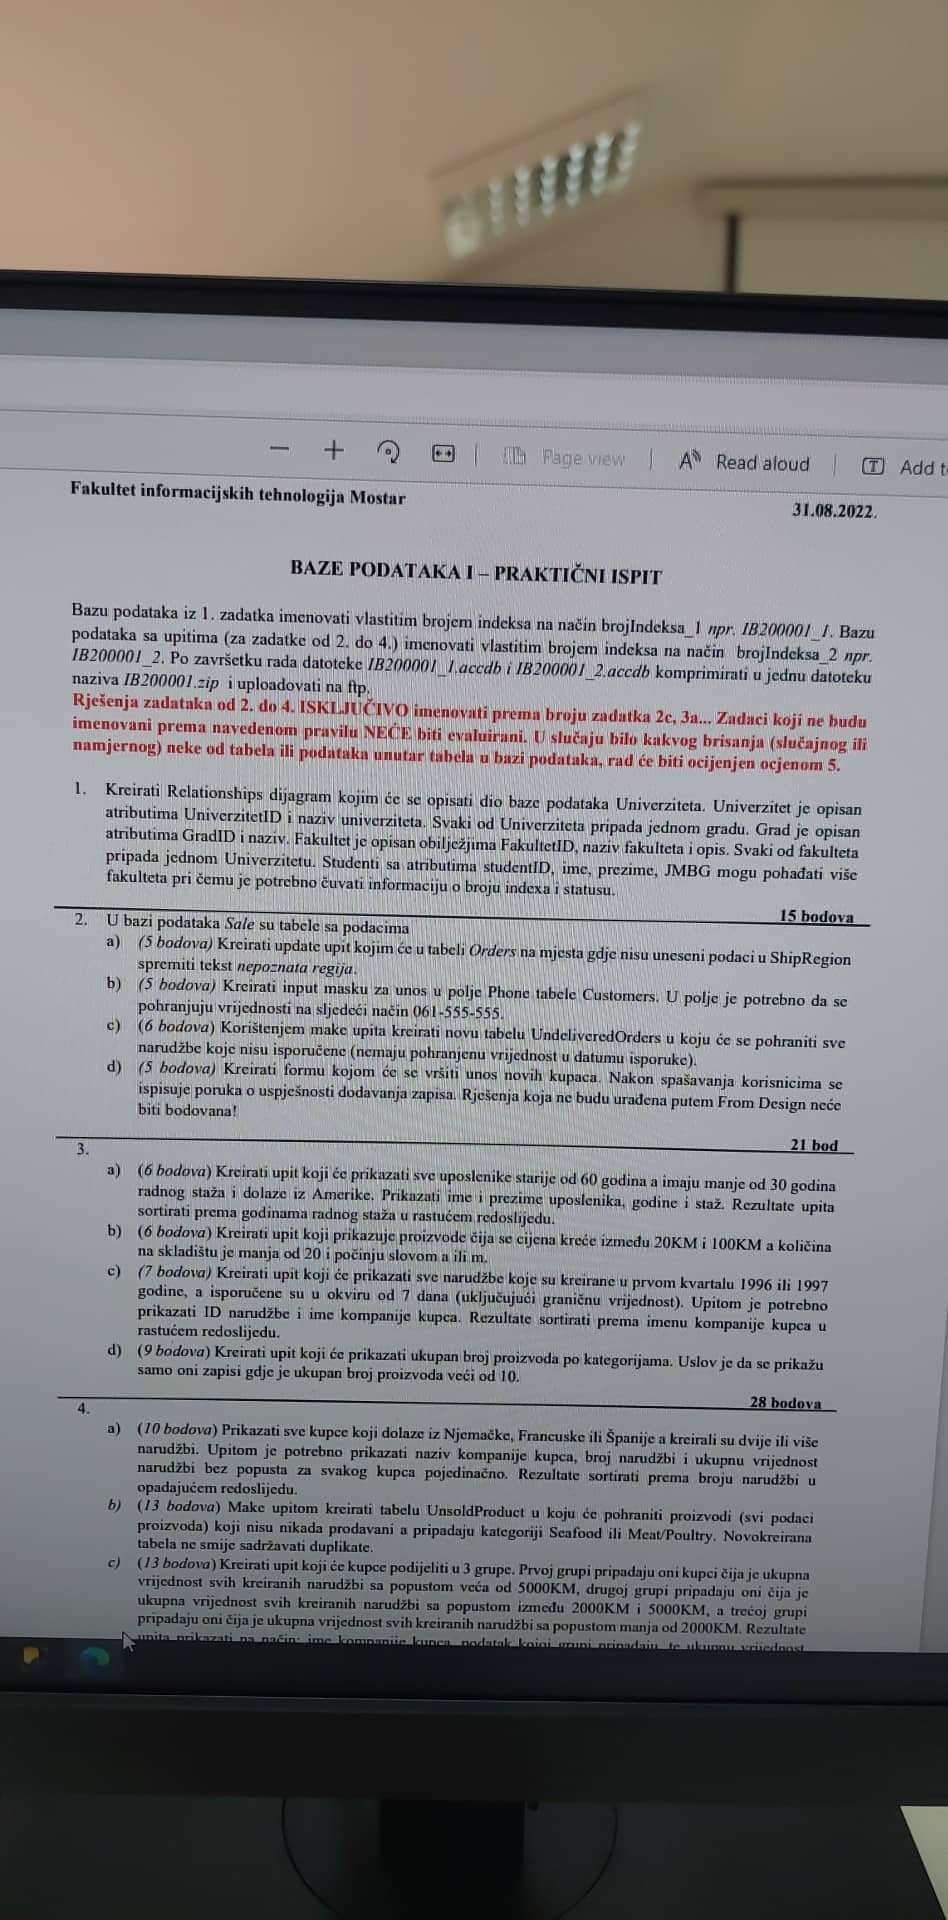 Page view
Read aloud
T Add t
Fakultet informacijskih tehnologija Mostar
31.08.2022.
BAZE PODATAKA I – PRAKTIČNI ISPIT
Bazu podataka iz 1. zadatka imenovati vlastitim brojem indeksa na način brojIndeksa_1 npr. IB200001_1. Bazu
podataka sa upitima (za zadatke od 2. do 4.) imenovati vlastitim brojem indeksa na način brojIndeksa_2 npr.
IB200001_2. Po završetku rada datoteke IB200001_1.accdb i IB200001_2.accdb komprimirati u jednu datoteku
naziva IB200001.zip i uploadovati na ftp.
Rješenja zadataka od 2. do 4. ISKLJUČIVO imenovati prema broju zadatka 2c, 3a... Zadaci koji ne budu
imenovani prema navedenom pravilu NEĆE biti evaluirani. U slučaju bilo kakvog brisanja (slučajnog ili
namjernog) neke od tabela ili podataka unutar tabela u bazi podataka, rad će biti ocijenjen ocjenom 5.
1. Kreirati Relationships dijagram kojim će se opisati dio baze podataka Univerziteta. Univerzitet je opisan
atributima UniverzitetID i naziv univerziteta. Svaki od Univerziteta pripada jednom gradu. Grad je opisan
atributima GradID i naziv. Fakultet je opisan obilježjima FakultetID, naziv fakulteta i opis. Svaki od fakulteta
pripada jednom Univerzitetu. Studenti sa atributima studentID, ime, prezime, JMBG mogu pohađati više
fakulteta pri čemu je potrebno čuvati informaciju o broju indexa i statusu.
15 bodova
2. U bazi podataka Sale su tabele sa podacima
a) (5 bodova) Kreirati update upit kojim će u tabeli Orders na mjesta gdje nisu uneseni podaci u ShipRegion
spremiti tekst nepoznata regija.
b) (5 bodova) Kreirati input masku za unos u polje Phone tabele Customers. U polje je potrebno da se
pohranjuju vrijednosti na sljedeći način 061-555-555.
c) (6 bodova) Korištenjem make upita kreirati novu tabelu UndeliveredOrders u koju će se pohraniti sve
narudžbe koje nisu isporučene (nemaju pohranjenu vrijednost u datumu isporuke).
d) (5 bodova) Kreirati formu kojom će se vršiti unos novih kupaca. Nakon spašavanja korisnicima se
ispisuje poruka o uspješnosti dodavanja zapisa. Rješenja koja ne budu urađena putem From Design neće
biti bodovana!
21 bod
3.
a) (6 bodova) Kreirati upit koji će prikazati sve uposlenike starije od 60 godina a imaju manje od 30 godina
radnog staža i dolaze iz Amerike. Prikazati ime i prezime uposlenika, godine i staž. Rezultate upita
sortirati prema godinama radnog staža u rastućem redoslijedu.
b) (6 bodova) Kreirati upit koji prikazuje proizvode čija se cijena kreće između 20KM i 100KM a količina
na skladištu je manja od 20 i počinju slovom a ili m.
c) (7 bodova) Kreirati upit koji će prikazati sve narudžbe koje su kreirane u prvom kvartalu 1996 ili 1997
godine, a isporučene su u okviru od 7 dana (uključujući graničnu vrijednost). Upitom je potrebno
prikazati ID narudžbe i ime kompanije kupca. Rezultate sortirati prema imenu kompanije kupca u
rastućem redoslijedu.
d) (9 bodova) Kreirati upit koji će prikazati ukupan broj proizvoda po kategorijama. Uslov je da se prikažu
samo oni zapisi gdje je ukupan broj proizvoda veći od 10.
28 bodova
4.
a) (10 bodova) Prikazati sve kupce koji dolaze iz Njemačke, Francuske ili Španije a kreirali su dvije ili više
narudžbi. Upitom je potrebno prikazati naziv kompanije kupca, broj narudžbi i ukupnu vrijednost
narudžbi bez popusta za svakog kupca pojedinačno. Rezultate sortirati prema broju narudžbi u
opadajućem redoslijedu.
b) (13 bodova) Make upitom kreirati tabelu UnsoldProduct u koju će pohraniti proizvodi (svi podaci
proizvoda) koji nisu nikada prodavani a pripadaju kategoriji Seafood ili Meat/Poultry. Novokreirana
tabela ne smije sadržavati duplikate.
c) (13 bodova) Kreirati upit koji će kupce podijeliti u 3 grupe. Prvoj grupi pripadaju oni kupci čija je ukupna
vrijednost svih kreiranih narudžbi sa popustom veća od 5000KM, drugoj grupi pripadaju oni čija je
ukupna vrijednost svih kreiranih narudžbi sa popustom između 2000KM i 5000KM, a trećoj grupi
pripadaju oni čija je ukupna vrijednost svih kreiranih narudžbi sa popustom manja od 2000KM. Rezultate
upita prikazati na način: ime kompanije kupca, podatak kojoj grupi pripadaju, te ukupnu vrijednost